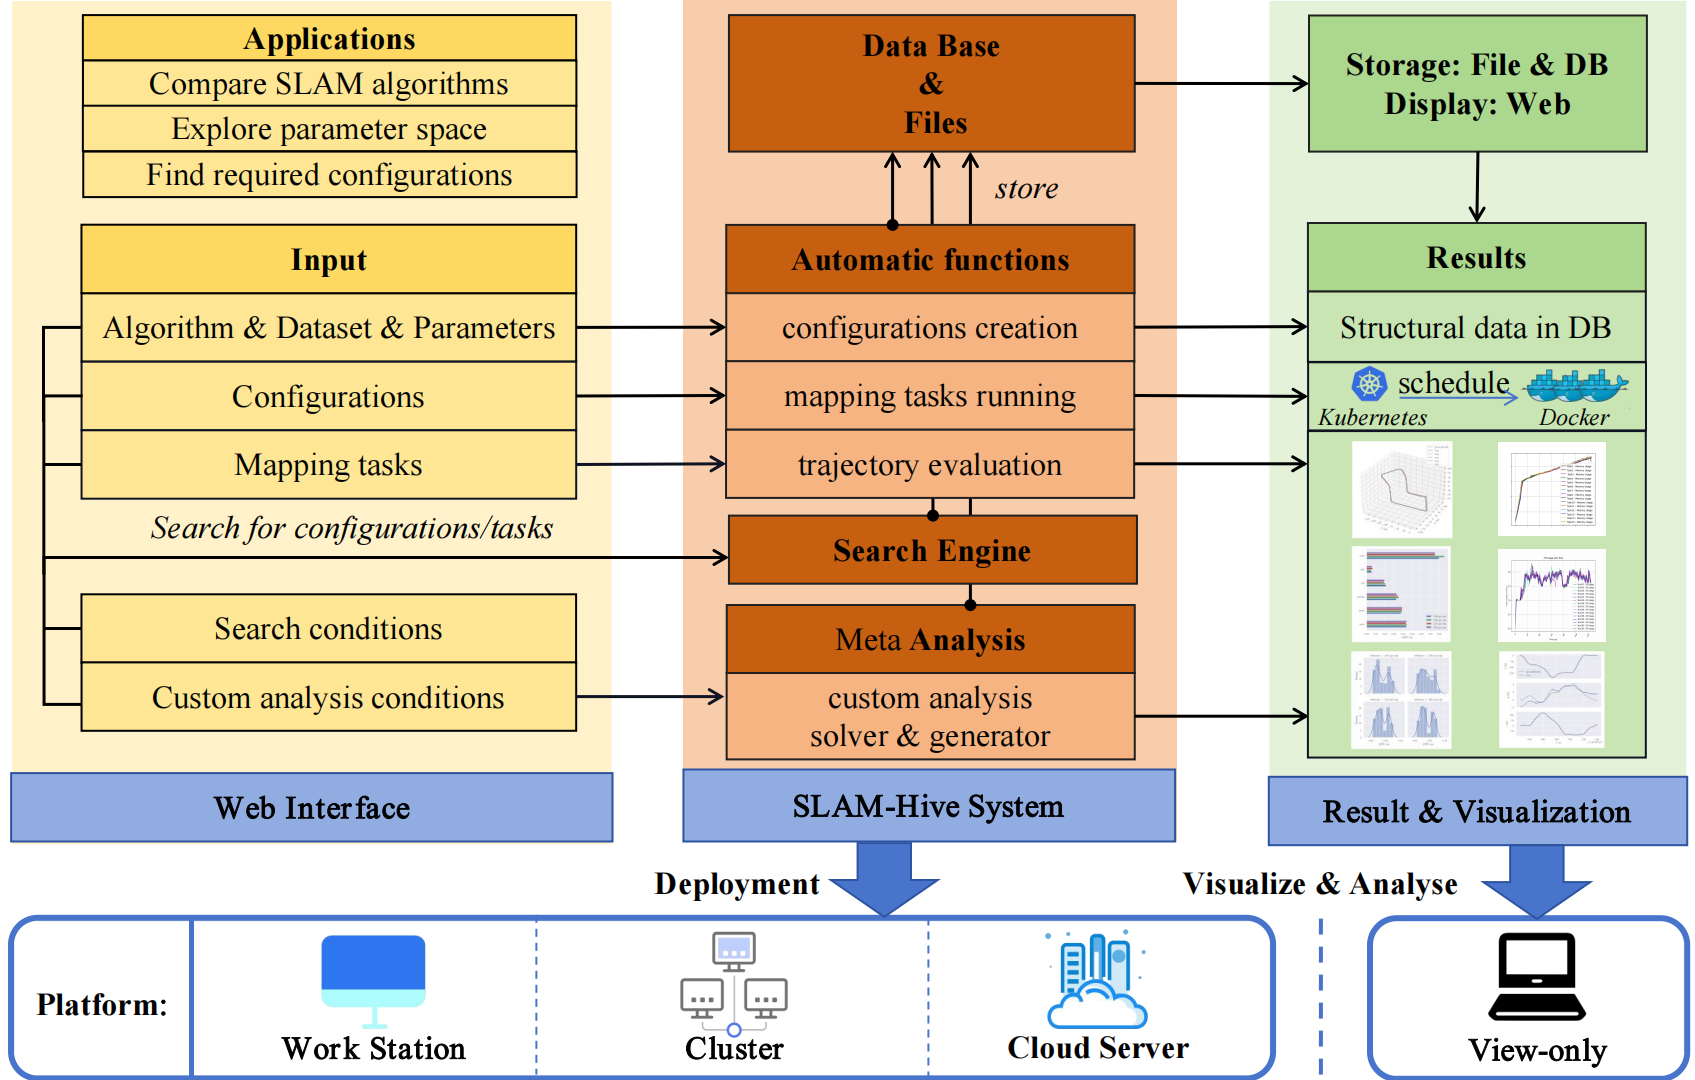 Applications
Compare SLAM algorithms
Explore parameter space
Find required configurations
Input
Algorithm & Dataset & Parameters
Configurations
Mapping tasks
Search for configurations/tasks
Search conditions
Custom analysis conditions
Web Interface
Data Base
&
Files
store
Automatic functions
configurations creation
mapping tasks running
trajectory evaluation
Search Engine
Meta Analysis
custom analysis
solver & generator
SLAM-Hive System
Storage: File & DB
Display: Web
Results
Structural data in DB
schedule
Kubernetes
Docker
Result & Visualization
Deployment
Visualize & Analyse
Platform:
Work Station
Cluster
Cloud Server
View-only